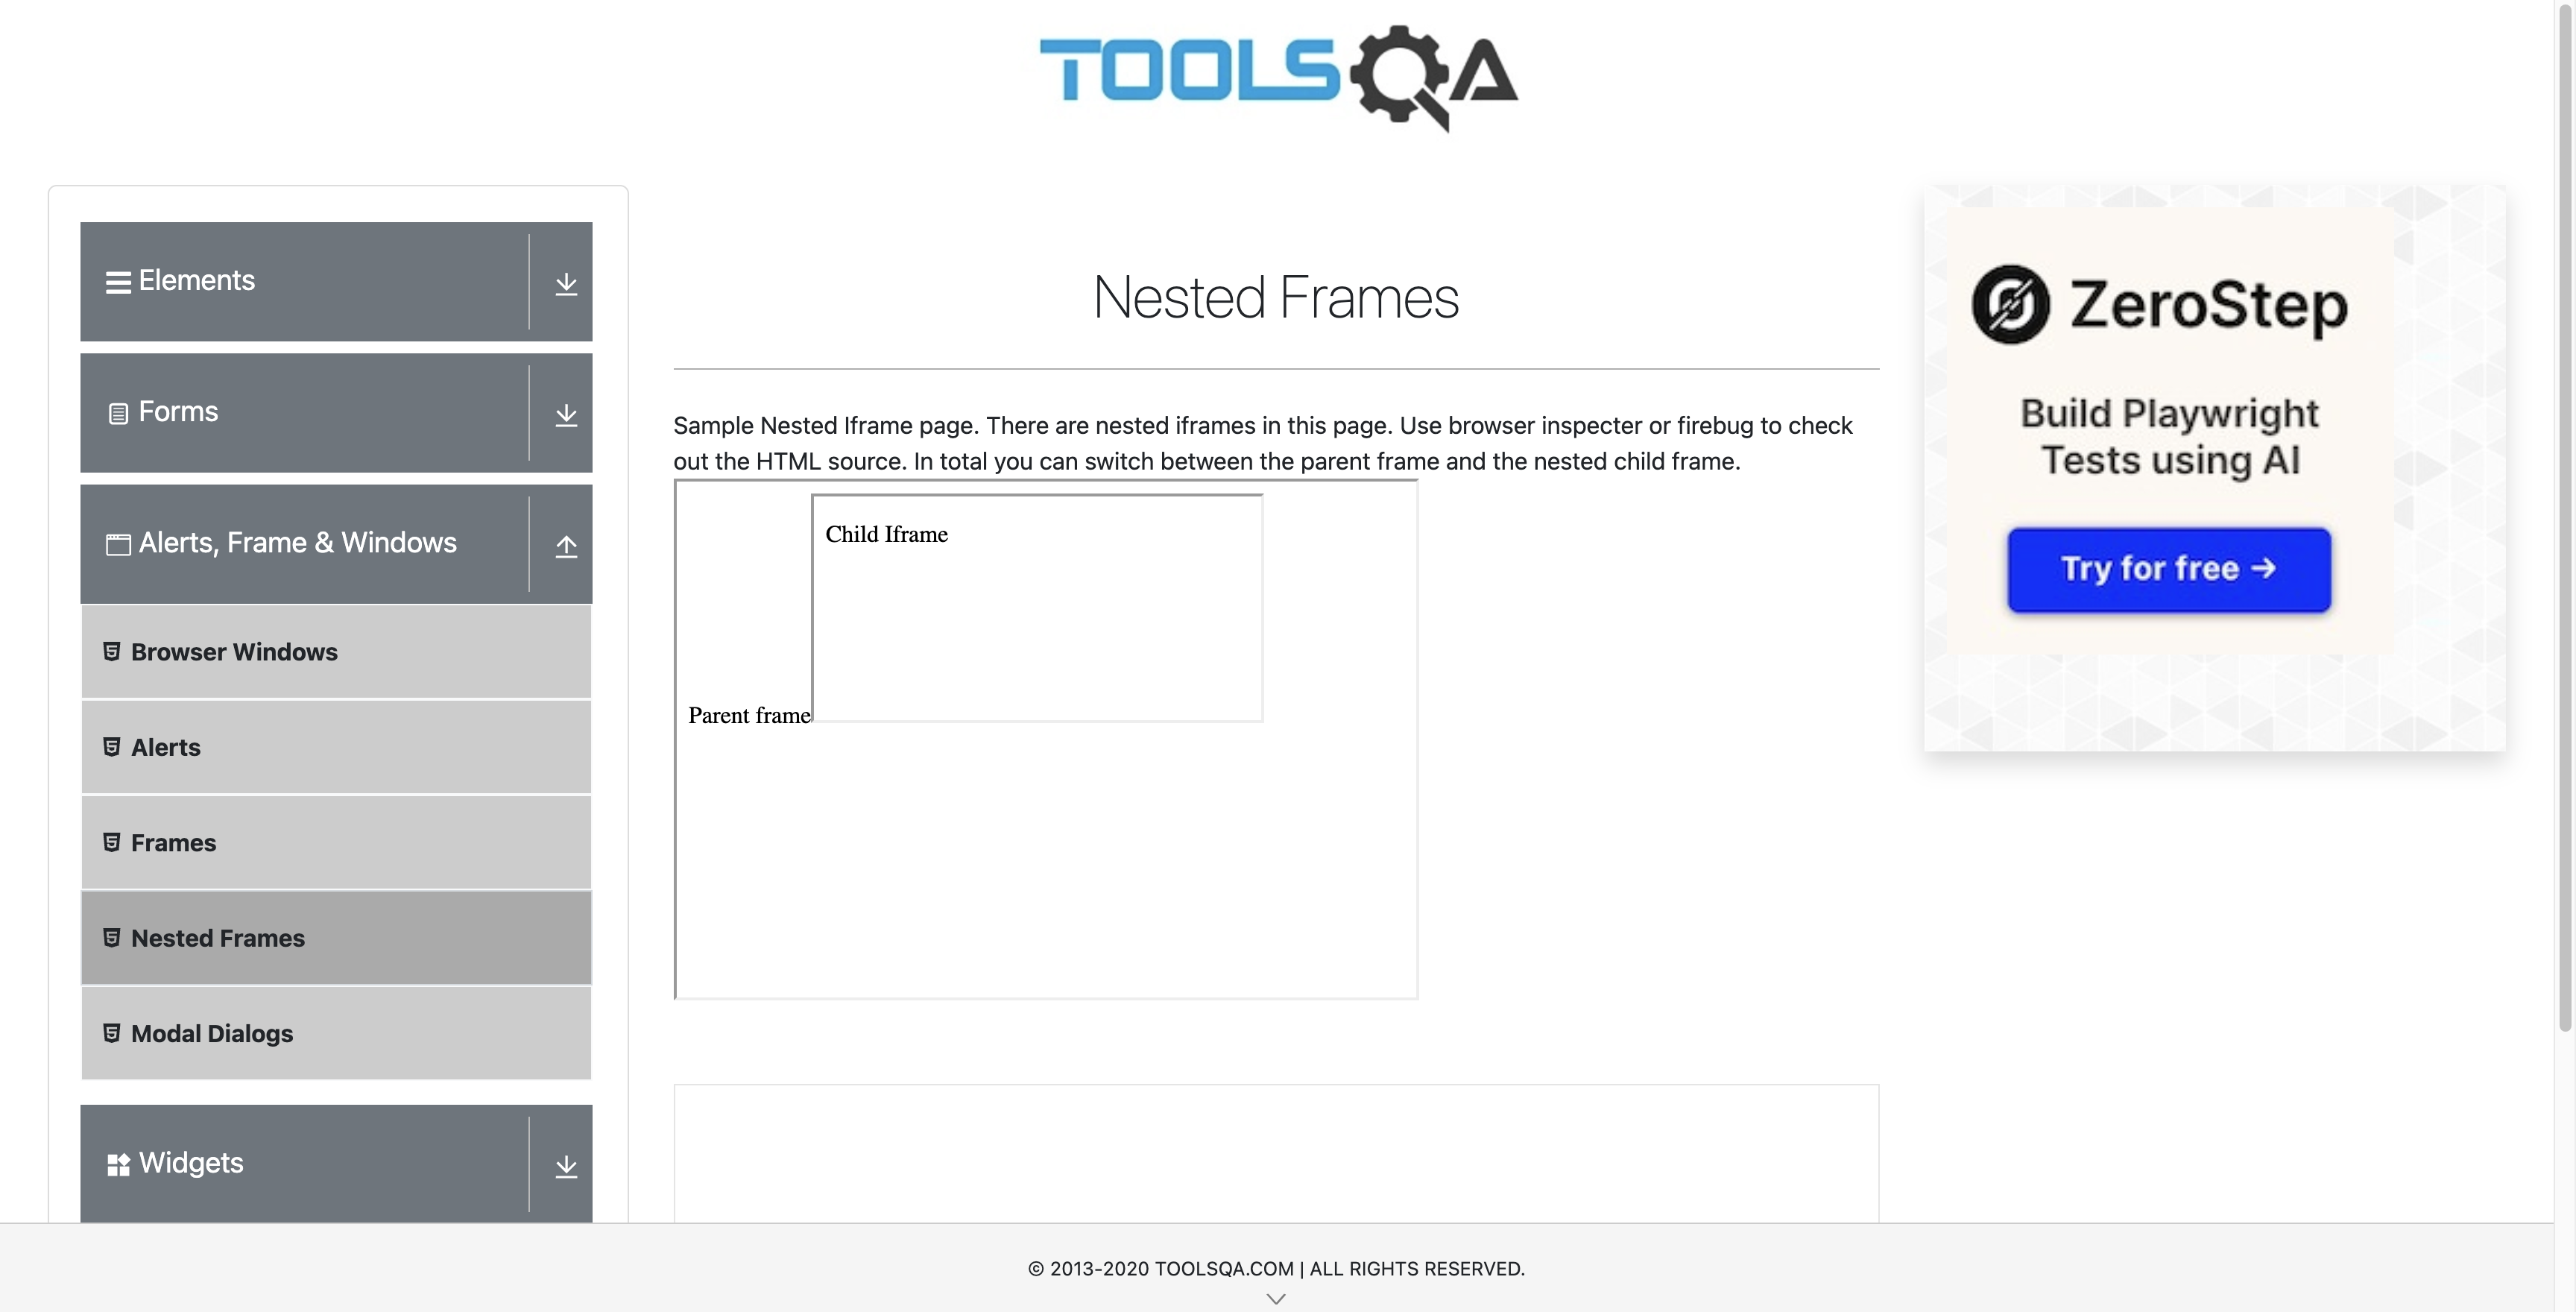 TOOLSQA
Elements
Forms
Alerts, Frame & Windows
Browser Windows
Alerts
Frames
Nested Frames
Modal Dialogs
Widgets
Nested Frames
Sample Nested Iframe page. There are nested iframes in this page. Use browser inspecter or firebug to check
out the HTML source. In total you can switch between the parent frame and the nested child frame.
Child Iframe
Parent frame
ZeroStep
Build Playwright
Tests using AI
Try for free →
© 2013-2020 TOOLSQA.COM | ALL RIGHTS RESERVED.